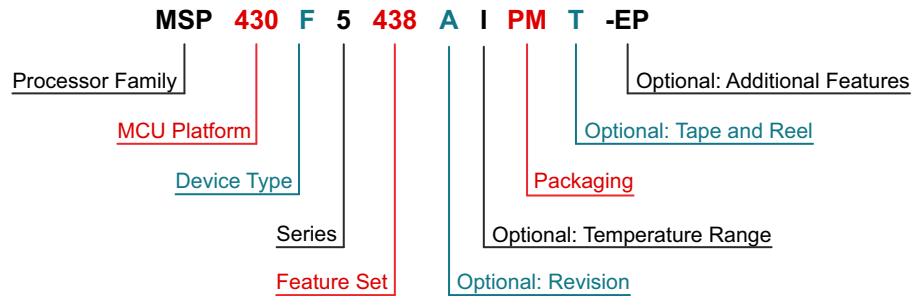 MSP 430 F 5 438 A I PM T -EP
Processor Family
Optional: Additional Features
MCU Platform
Optional: Tape and Reel
Device Type
Packaging
Series
Optional: Temperature Range
Feature Set
Optional: Revision